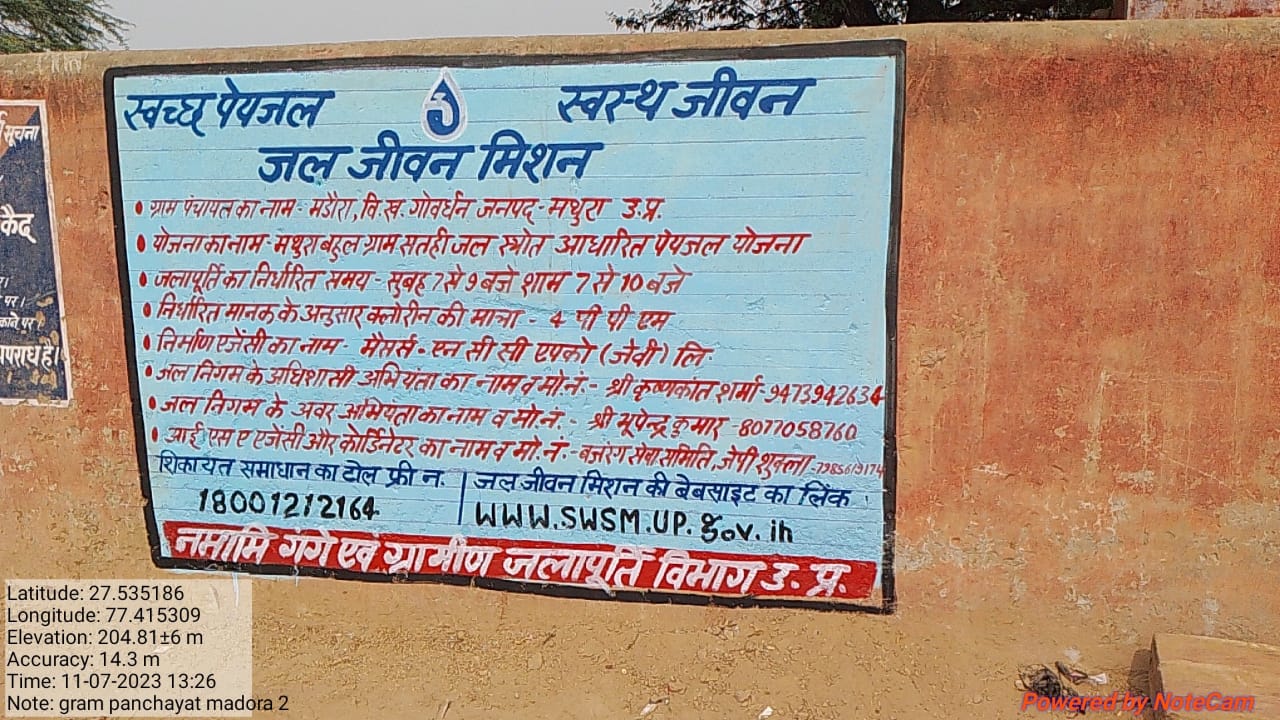 स्वच्छ पेयजल
स्वस्थ जीवन
जल जीवन मिशन
• ग्राम पंचायत का नाम - मडौरा, वि.ख. गोवर्धन जनपद - मथुरा उ.प्र.
• योजना का नाम - मथुरा बहुल ग्राम सतही जल स्त्रोत आधारित पेयजल योजना
• जलापूर्ति का निर्धारित समय - सुबह 7 से 9 बजे शाम 7 से 10 बजे
• निर्धारित मानक के अनुसार क्लोरीन की मात्रा - 4 पी पी एम
• निर्माण एजेंसी का नाम - मैसर्स - एन सी सी एपको (जेवी) लि
• जल निगम के अधिशासी अभियंता का नाम व मो.नं. - श्री कृष्णकांत शर्मा - 9473942634
• जल निगम के अवर अभियंता का नाम व मो.नं. - श्री भूपेन्द्र कुमार - 8077058760
• आई एस ए एजेंसी ओर कोर्डिनेटर का नाम व मो.नं. - बजरंग सेवा समिति, जेपी शुक्ला -
शिकायत समाधान का टोल फ्री न.
18001212164
जल जीवन मिशन की बेबसाइट का लिंक
WWW.SWSM.UP.gov.in
नमामि गंगे एवं ग्रामीण जलापूर्ति विभाग उ.प्र.
सूचना
कैद
पर।
Latitude: 27.535186
Longitude: 77.415309
Elevation: 204.81±6 m
Accuracy: 14.3 m
Time: 11-07-2023 13:26
Note: gram panchayat madora 2
Powered by NoteCam